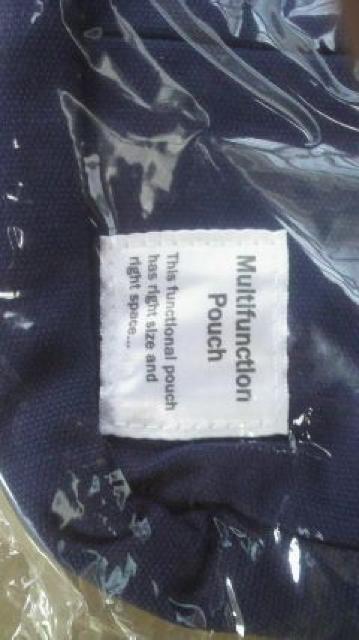 Multifunction
Pouch
This functional pouch
has right size and
right space...